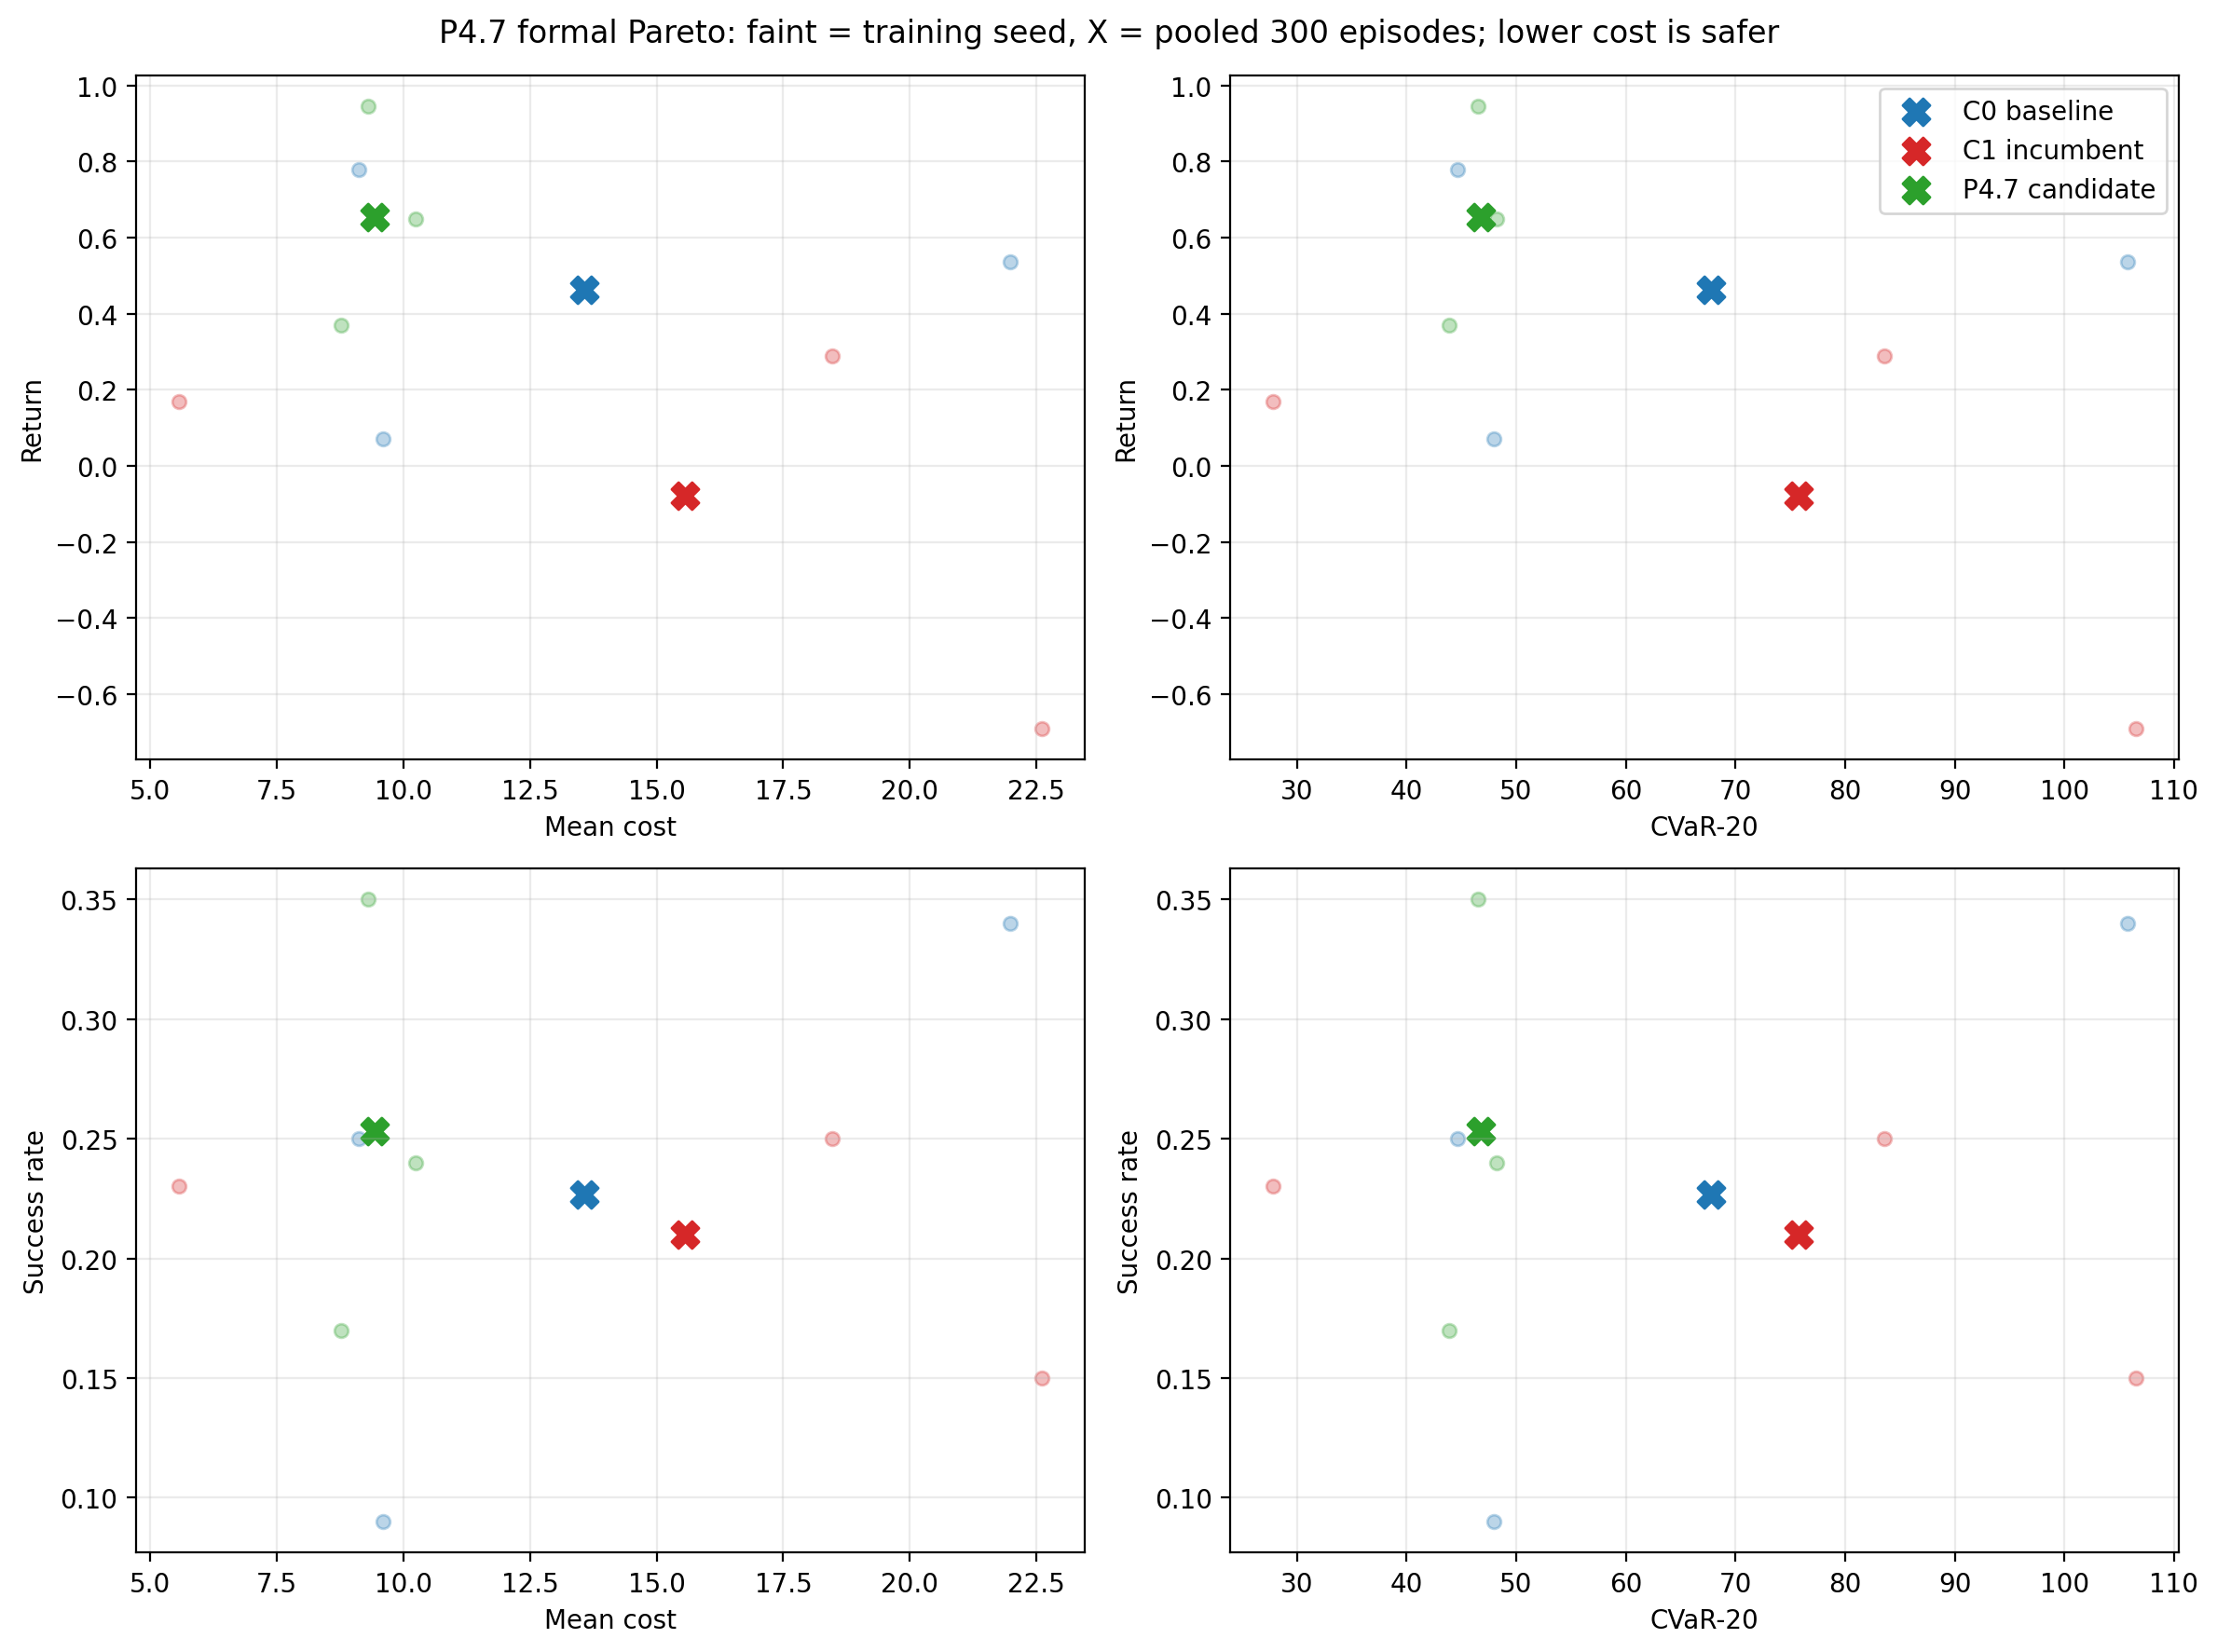 P4.7 formal Pareto: faint = training seed, X = pooled 300 episodes; lower cost is safer
1.0
0.8
0.6
0.4
0.2
0.0
−0.2
−0.4
−0.6
Return
5.0 7.5 10.0 12.5 15.0 17.5 20.0 22.5
Mean cost
1.0
0.8
0.6
0.4
0.2
0.0
−0.2
−0.4
−0.6
Return
C0 baseline
C1 incumbent
P4.7 candidate
30 40 50 60 70 80 90 100 110
CVaR-20
0.35
0.30
0.25
0.20
0.15
0.10
Success rate
5.0 7.5 10.0 12.5 15.0 17.5 20.0 22.5
Mean cost
0.35
0.30
0.25
0.20
0.15
0.10
Success rate
30 40 50 60 70 80 90 100 110
CVaR-20